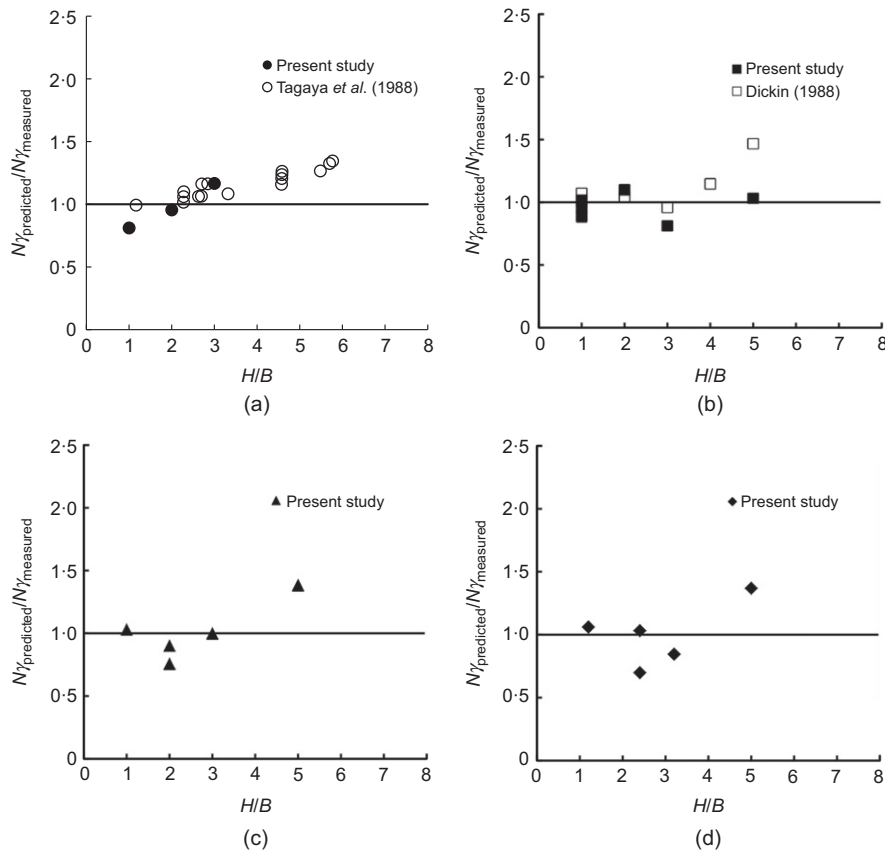 2·5
2·0
1·5
1·0
0·5
0
Nγpredicted/Nγmeasured
Present study
Tagaya et al. (1988)
0 1 2 3 4 5 6 7 8
H/B
(a)
2·5
2·0
1·5
1·0
0·5
0
Nγpredicted/Nγmeasured
Present study
Dickin (1988)
0 1 2 3 4 5 6 7 8
H/B
(b)
2·5
2·0
1·5
1·0
0·5
0
Nγpredicted/Nγmeasured
Present study
0 1 2 3 4 5 6 7 8
H/B
(c)
2·5
2·0
1·5
1·0
0·5
0
Nγpredicted/Nγmeasured
Present study
0 1 2 3 4 5 6 7 8
H/B
(d)